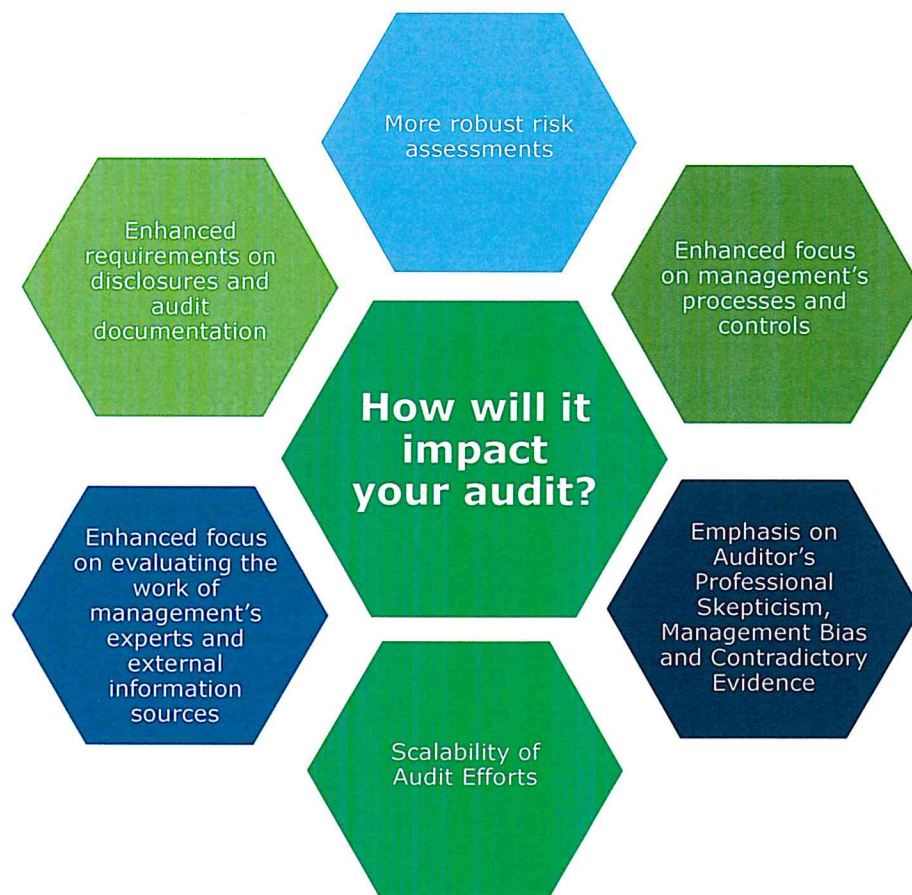 More robust risk
assessments
Enhanced
requirements on
disclosures and
audit
documentation
Enhanced focus
on management's
processes and
controls
How will it
impact
your audit?
Enhanced focus
on evaluating the
work of
management's
experts and
external
information
sources
Emphasis on
Auditor's
Professional
Skepticism,
Management Bias
and Contradictory
Evidence
Scalability of
Audit Efforts